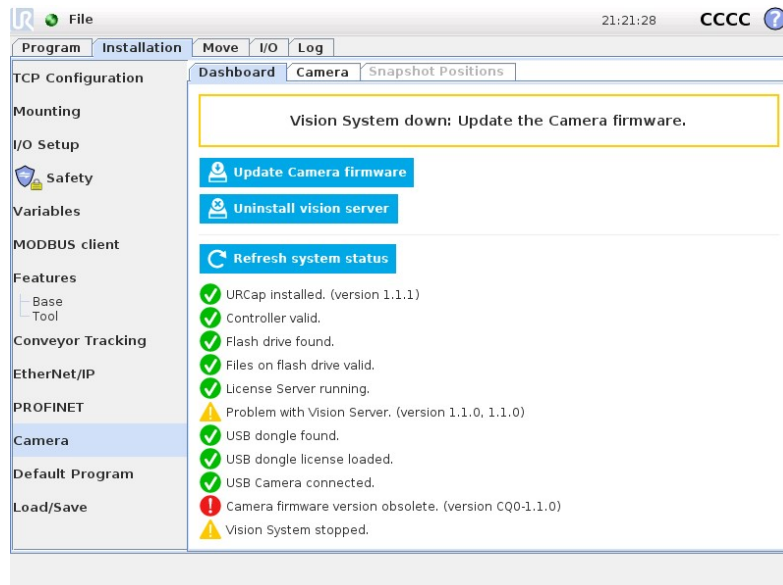 UR File 21:21:28 CCCC ?
Program Installation Move I/O Log
TCP Configuration
Mounting
I/O Setup
Safety
Variables
MODBUS client
Features
Base
Tool
Conveyor Tracking
EtherNet/IP
PROFINET
Camera
Default Program
Load/Save
Dashboard Camera Snapshot Positions
Vision System down: Update the Camera firmware.
Update Camera firmware
Uninstall vision server
Refresh system status
URCap installed. (version 1.1.1)
Controller valid.
Flash drive found.
Files on flash drive valid.
License Server running.
Problem with Vision Server. (version 1.1.0, 1.1.0)
USB dongle found.
USB dongle license loaded.
USB Camera connected.
Camera firmware version obsolete. (version CQ0-1.1.0)
Vision System stopped.